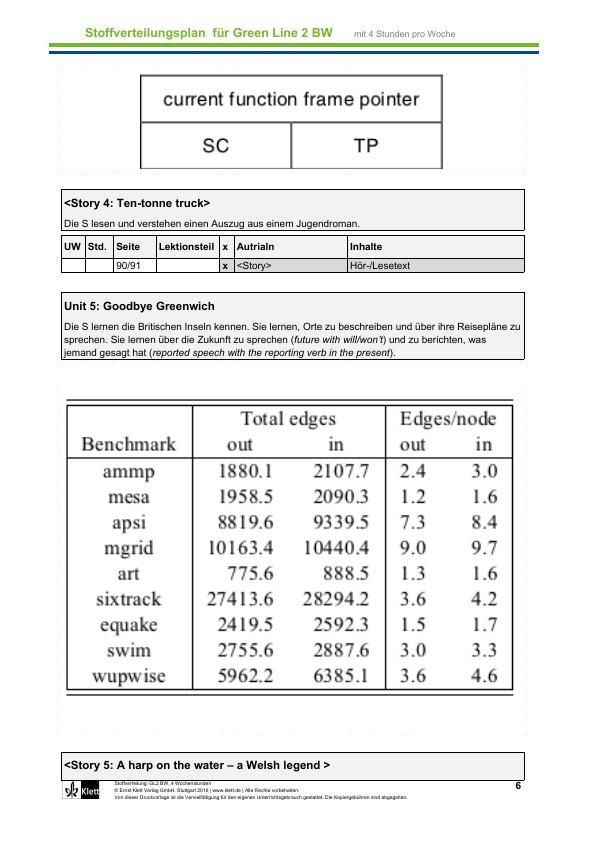 Stoffverteilungsplan für Green Line 2 BW mit 4 Stunden pro Woche
current function frame pointer
SC TP
<Story 4: Ten-tonne truck>
Die S lesen und verstehen einen Auszug aus einem Jugendroman.
UW Std. Seite Lektionsteil x Autrialn Inhalte
90/91 x <Story> Hör-/Lesetext
Unit 5: Goodbye Greenwich
Die S lernen die Britischen Inseln kennen. Sie lernen, Orte zu beschreiben und über ihre Reisepläne zu
sprechen. Sie lernen über die Zukunft zu sprechen (future with will/won't) und zu berichten, was
jemand gesagt hat (reported speech with the reporting verb in the present).
Total edges Edges/node
Benchmark out in out in
ammp 1880.1 2107.7 2.4 3.0
mesa 1958.5 2090.3 1.2 1.6
apsi 8819.6 9339.5 7.3 8.4
mgrid 10163.4 10440.4 9.0 9.7
art 775.6 888.5 1.3 1.6
sixtrack 27413.6 28294.2 3.6 4.2
equake 2419.5 2592.3 1.5 1.7
swim 2755.6 2887.6 3.0 3.3
wupwise 5962.2 6385.1 3.6 4.6
<Story 5: A harp on the water – a Welsh legend >
Klett
Stoffverteilung: GL2 BW, 4 Wochenstunden
© Ernst Klett Verlag GmbH, Stuttgart 2016 | www.klett.de | Alle Rechte vorbehalten.
Von dieser Druckvorlage ist die Vervielfältigung für den eigenen Unterrichtsgebrauch gestattet. Die Kopiergebühren sind abgegolten.
6